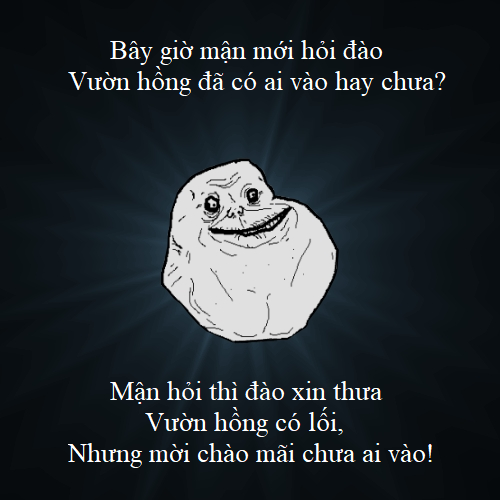 Bây giờ mận mới hỏi đào
Vườn hồng đã có ai vào hay chưa?
Mận hỏi thì đào xin thưa
Vườn hồng có lối,
Nhưng mời chào mãi chưa ai vào!